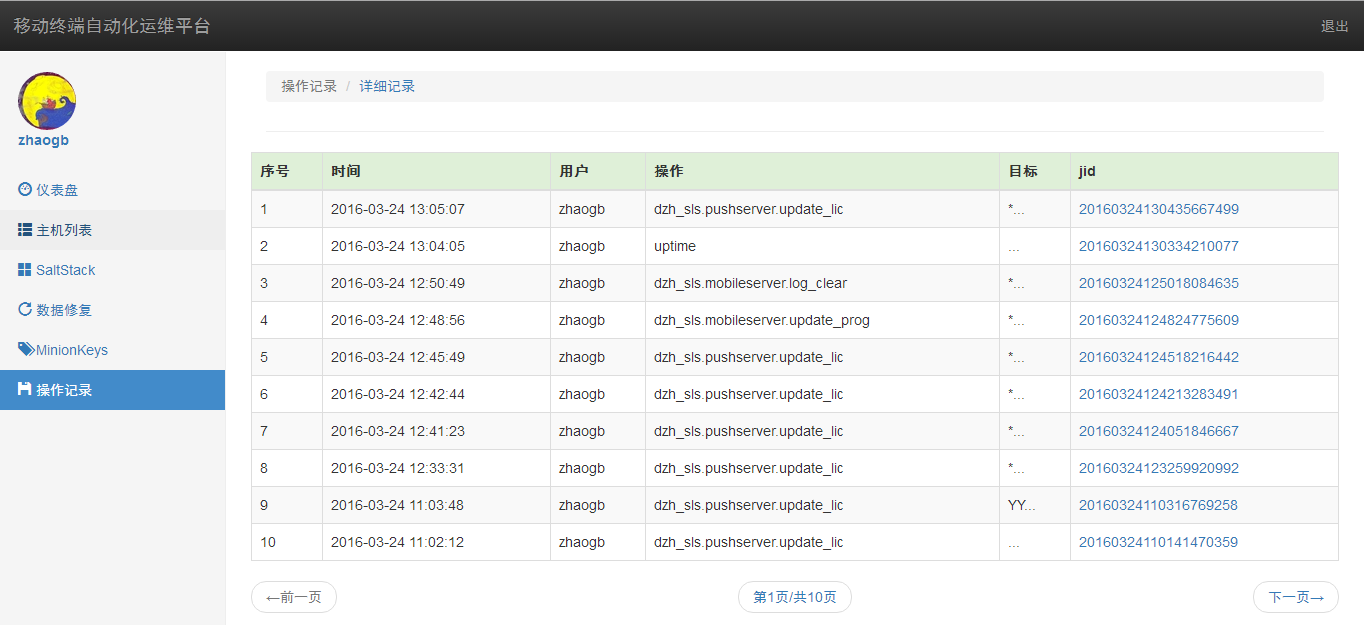 移动终端自动化运维平台 退出
zhaogb
仪表盘
主机列表
SaltStack
数据修复
MinionKeys
操作记录
操作记录 / 详细记录
序号 时间 用户 操作 目标 jid
1 2016-03-24 13:05:07 zhaogb dzh_sls.pushserver.update_lic *... 20160324130435667499
2 2016-03-24 13:04:05 zhaogb uptime ... 20160324130334210077
3 2016-03-24 12:50:49 zhaogb dzh_sls.mobileserver.log_clear *... 20160324125018084635
4 2016-03-24 12:48:56 zhaogb dzh_sls.mobileserver.update_prog *... 20160324124824775609
5 2016-03-24 12:45:49 zhaogb dzh_sls.pushserver.update_lic *... 20160324124518216442
6 2016-03-24 12:42:44 zhaogb dzh_sls.pushserver.update_lic *... 20160324124213283491
7 2016-03-24 12:41:23 zhaogb dzh_sls.pushserver.update_lic *... 20160324124051846667
8 2016-03-24 12:33:31 zhaogb dzh_sls.pushserver.update_lic *... 20160324123259920992
9 2016-03-24 11:03:48 zhaogb dzh_sls.pushserver.update_lic YY... 20160324110316769258
10 2016-03-24 11:02:12 zhaogb dzh_sls.pushserver.update_lic ... 20160324110141470359
←前一页 第1页/共10页 下一页→